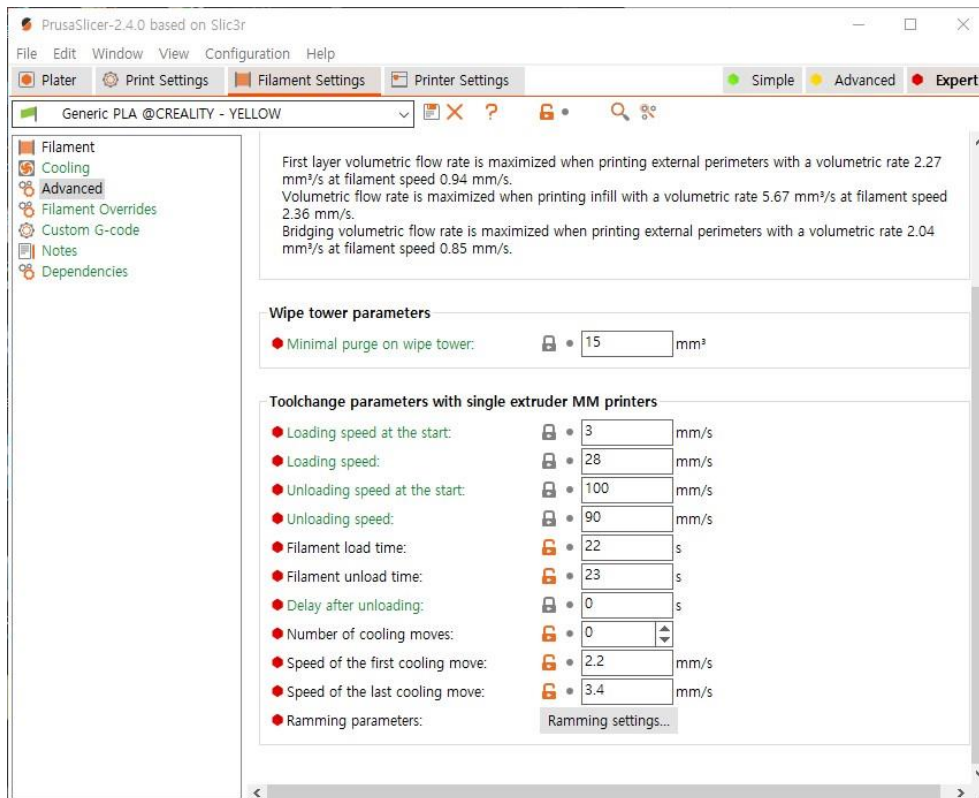 PrusaSlicer-2.4.0 based on Slic3r
File Edit Window View Configuration Help
Plater Print Settings Filament Settings Printer Settings Simple Advanced Expert
Generic PLA @CREALITY - YELLOW
Filament
Cooling
Advanced
Filament Overrides
Custom G-code
Notes
Dependencies
First layer volumetric flow rate is maximized when printing external perimeters with a volumetric rate 2.27
mm³/s at filament speed 0.94 mm/s.
Volumetric flow rate is maximized when printing infill with a volumetric rate 5.67 mm³/s at filament speed
2.36 mm/s.
Bridging volumetric flow rate is maximized when printing external perimeters with a volumetric rate 2.04
mm³/s at filament speed 0.85 mm/s.
Wipe tower parameters
Minimal purge on wipe tower: 15 mm³
Toolchange parameters with single extruder MM printers
Loading speed at the start: 3 mm/s
Loading speed: 28 mm/s
Unloading speed at the start: 100 mm/s
Unloading speed: 90 mm/s
Filament load time: 22 s
Filament unload time: 23 s
Delay after unloading: 0 s
Number of cooling moves: 0
Speed of the first cooling move: 2.2 mm/s
Speed of the last cooling move: 3.4 mm/s
Ramming parameters: Ramming settings...